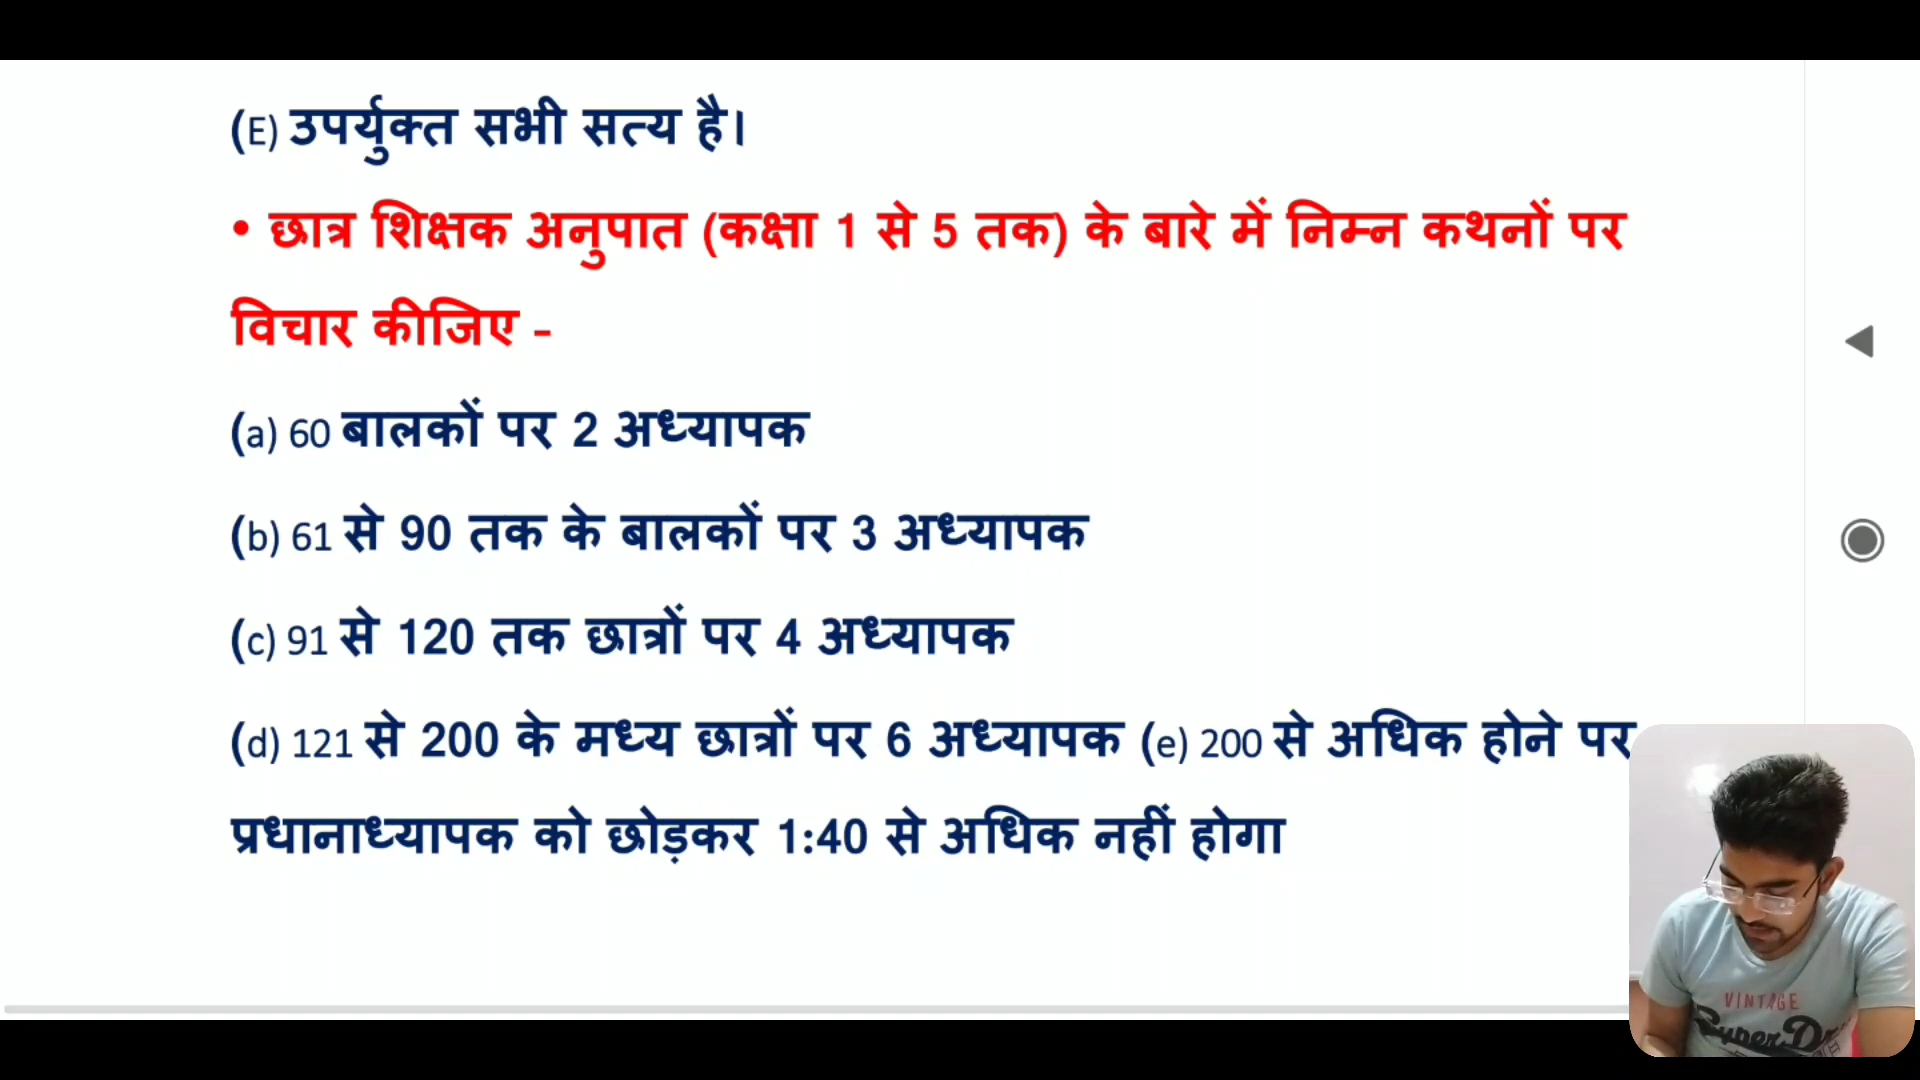 (E) उपर्युक्त सभी सत्य है।
• छात्र शिक्षक अनुपात (कक्षा 1 से 5 तक) के बारे में निम्न कथनों पर
विचार कीजिए -
(a) 60 बालकों पर 2 अध्यापक
(b) 61 से 90 तक के बालकों पर 3 अध्यापक
(c) 91 से 120 तक छात्रों पर 4 अध्यापक
(d) 121 से 200 के मध्य छात्रों पर 6 अध्यापक (e) 200 से अधिक होने पर
प्रधानाध्यापक को छोड़कर 1:40 से अधिक नहीं होगा
VINTAGE